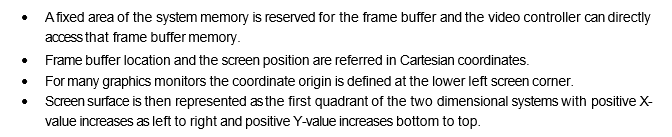 • A fixed area of the system memory is reserved for the frame buffer and the video controller can directly
access that frame buffer memory.
• Frame buffer location and the screen position are referred in Cartesian coordinates.
• For many graphics monitors the coordinate origin is defined at the lower left screen corner.
• Screen surface is then represented as the first quadrant of the two dimensional systems with positive X-
value increases as left to right and positive Y-value increases bottom to top.